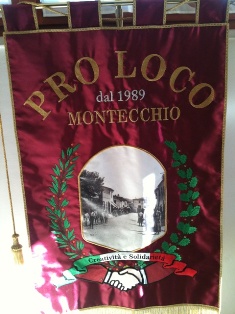 PRO LOCO
dal 1989
MONTECCHIO
Creatività e Solidarietà